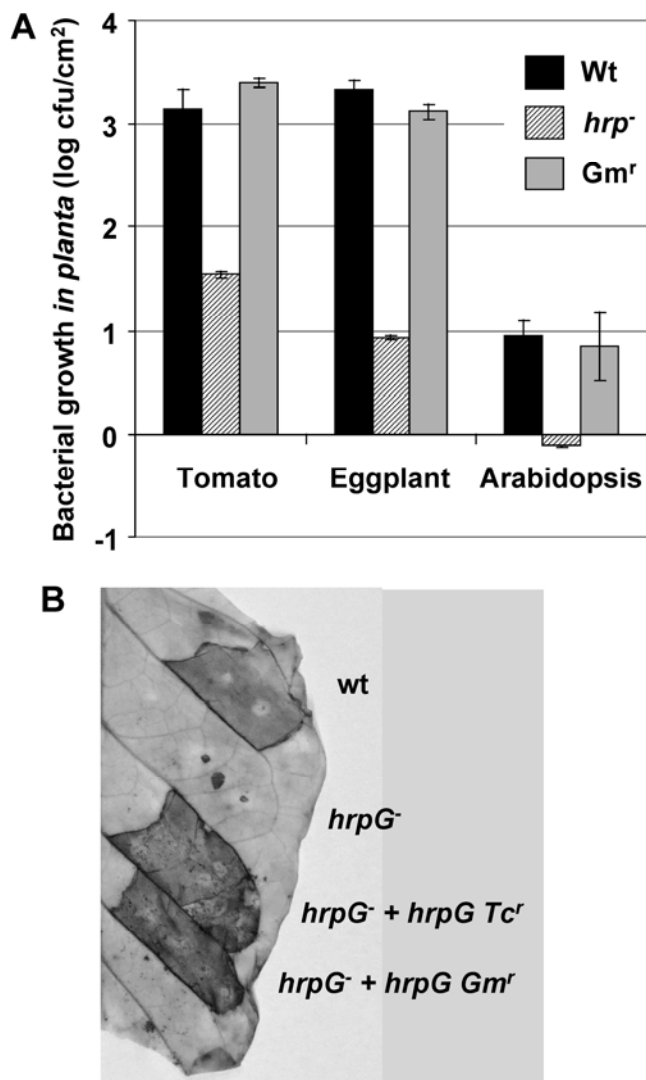 A
Bacterial growth in planta (log cfu/cm²)
4
3
2
1
0
-1
Wt
hrp⁻
Gmʳ
Tomato
Eggplant
Arabidopsis
B
wt
hrpG⁻
hrpG⁻ + hrpG Tcʳ
hrpG⁻ + hrpG Gmʳ